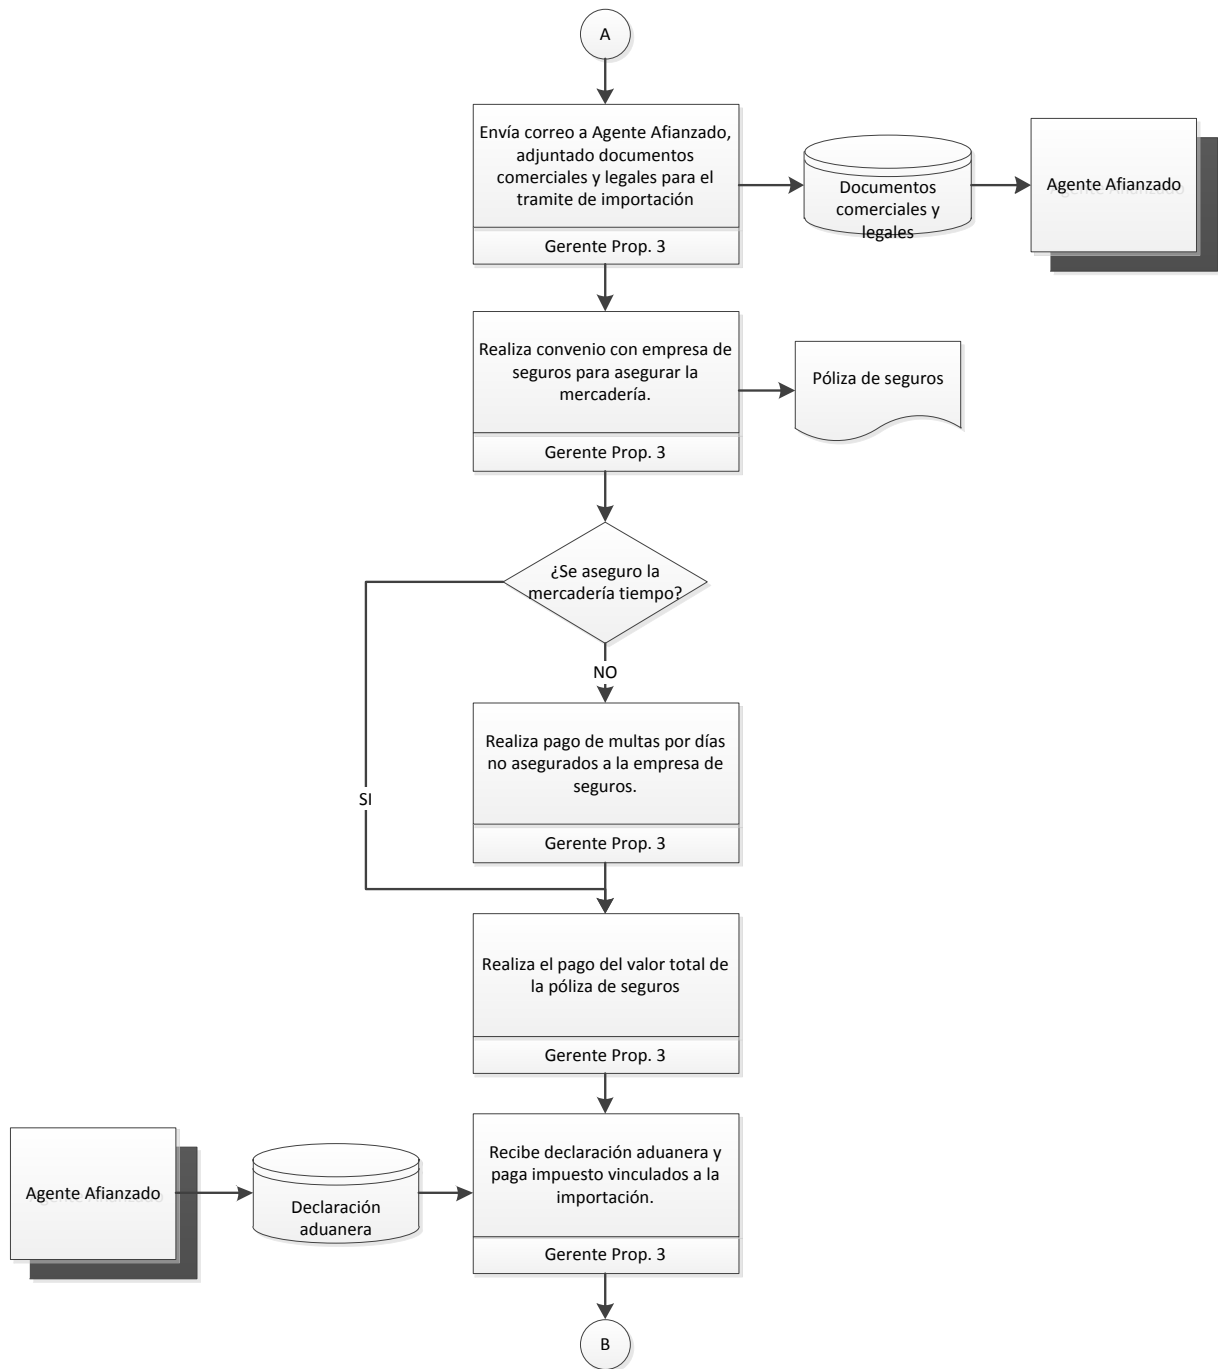 A
Envía correo a Agente Afianzado,
adjuntado documentos
comerciales y legales para el
tramite de importación
Gerente Prop. 3
Documentos
comerciales y
legales
Agente Afianzado
Realiza convenio con empresa de
seguros para asegurar la
mercadería.
Gerente Prop. 3
Póliza de seguros
¿Se aseguro la
mercadería tiempo?
NO
SI
Realiza pago de multas por días
no asegurados a la empresa de
seguros.
Gerente Prop. 3
Realiza el pago del valor total de
la póliza de seguros
Gerente Prop. 3
Agente Afianzado
Declaración
aduanera
Recibe declaración aduanera y
paga impuesto vinculados a la
importación.
Gerente Prop. 3
B